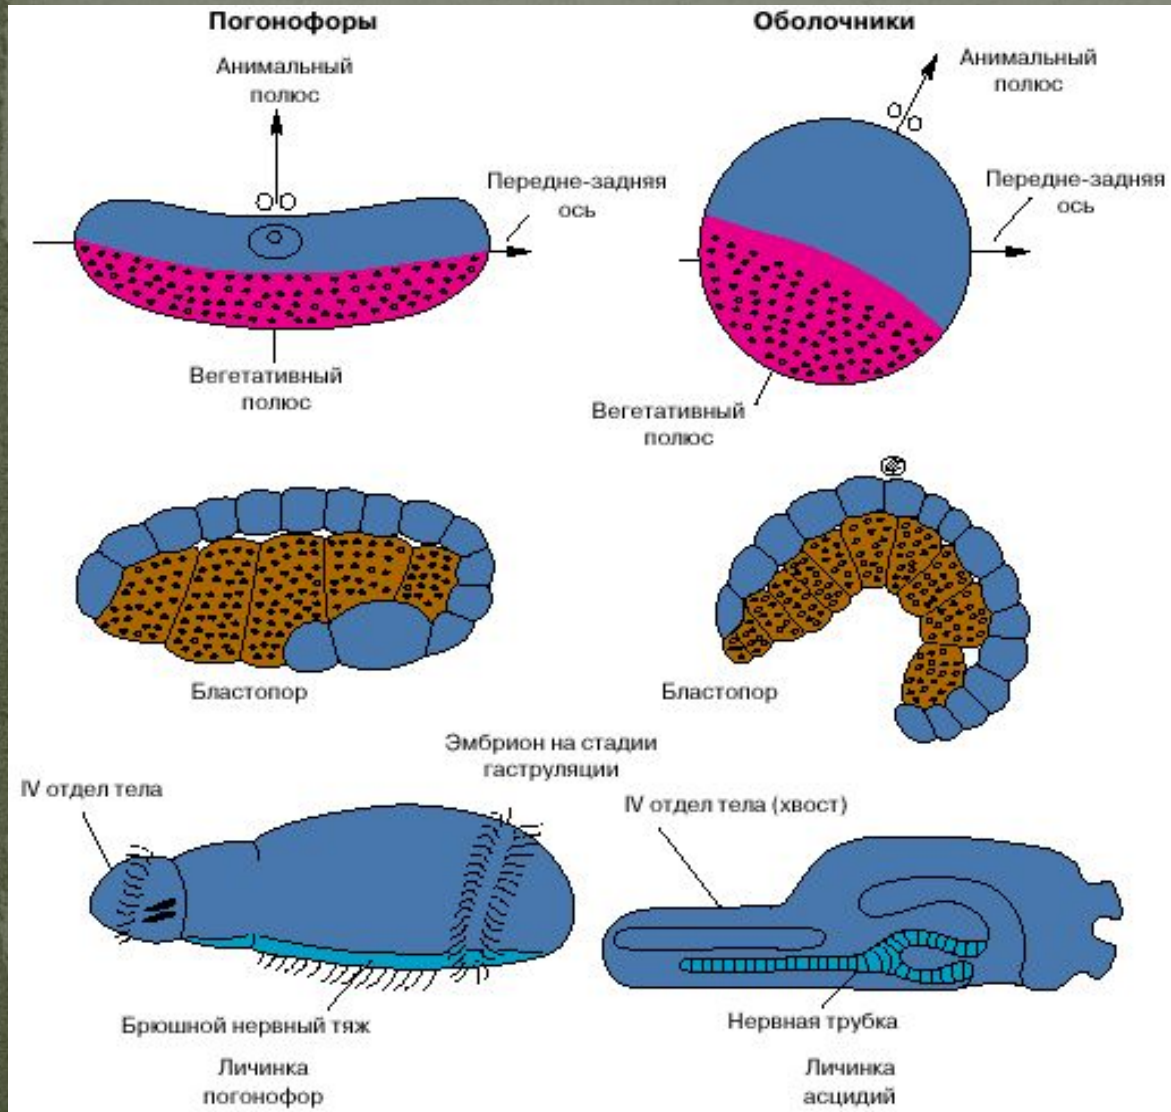 Погонофоры
Оболочники
Анимальный
полюс
Анимальный
полюс
Передне-задняя
ось
Передне-задняя
ось
Вегетативный
полюс
Вегетативный
полюс
Бластопор
Бластопор
Эмбрион на стадии
гаструляции
IV отдел тела
IV отдел тела (хвост)
Брюшной нервный тяж
Нервная трубка
Личинка
погонофор
Личинка
асцидий